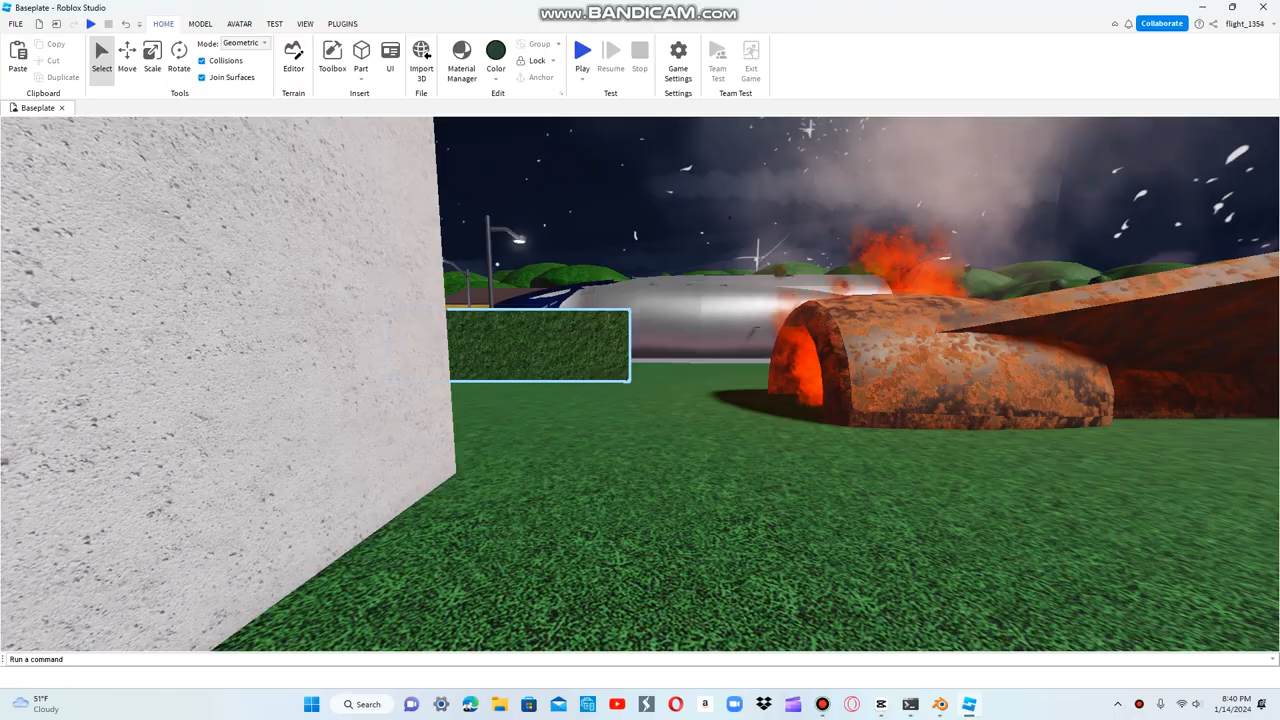 Baseplate - Roblox Studio
www.BANDICAM.com
FILE HOME MODEL AVATAR TEST VIEW PLUGINS
Collaborate flight_1354
Paste Copy Cut Duplicate
Clipboard
Select Move Scale Rotate Mode: Geometric
Collisions
Join Surfaces
Tools
Editor
Terrain
Toolbox Part UI
Insert
Import 3D
File
Material Manager Color Group
Lock
Anchor
Edit
Play Resume Stop
Test
Game Settings
Settings
Team Test Exit Game
Team Test
Baseplate
Run a command
51°F
Cloudy
Search
8:40 PM
1/14/2024